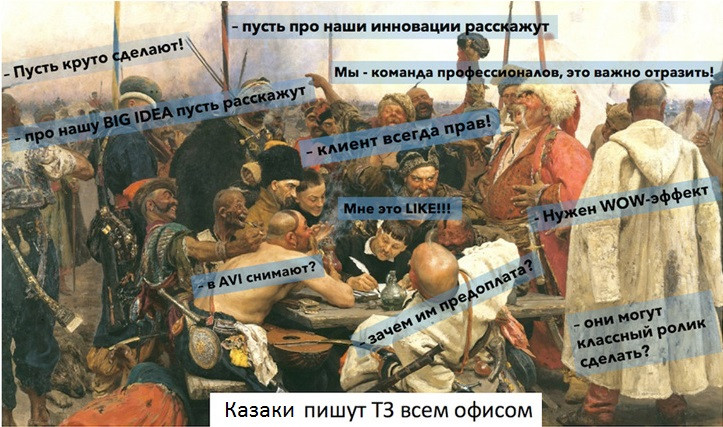 - пусть про наши инновации расскажут
- Пусть круто сделают!
Мы - команда профессионалов, это важно отразить!
- про нашу BIG IDEA пусть расскажут
- клиент всегда прав!
Мне это LIKE!!!
- Нужен WOW-эффект
- в AVI снимают?
- зачем им предоплата?
- они могут
классный ролик
сделать?
Казаки пишут ТЗ всем офисом